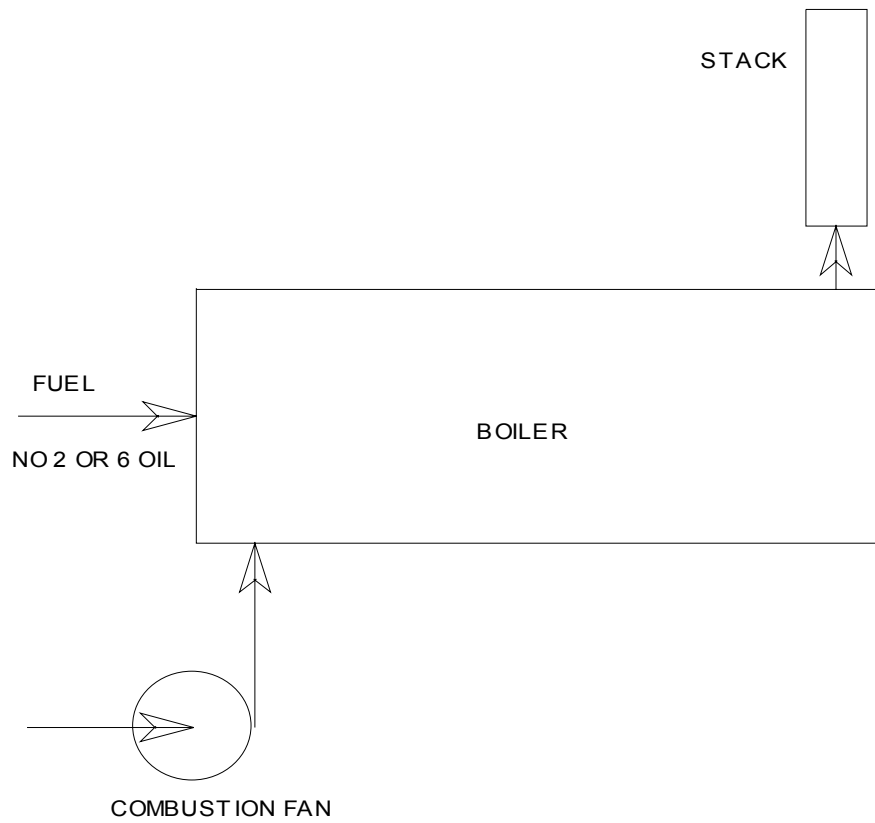 STACK
FUEL
NO 2 OR 6 OIL
BOILER
COMBUSTION FAN